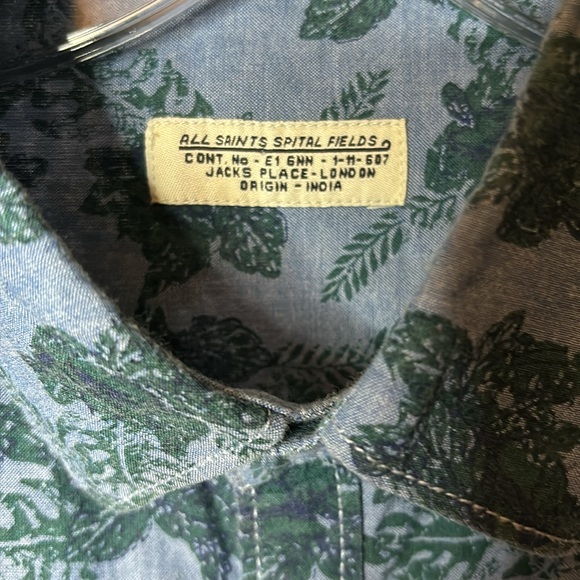 ALL SAINTS SPITAL FIELDS
CONT. No - E1 6NN - 1-11-607
JACKS PLACE - LONDON
ORIGIN - INDIA